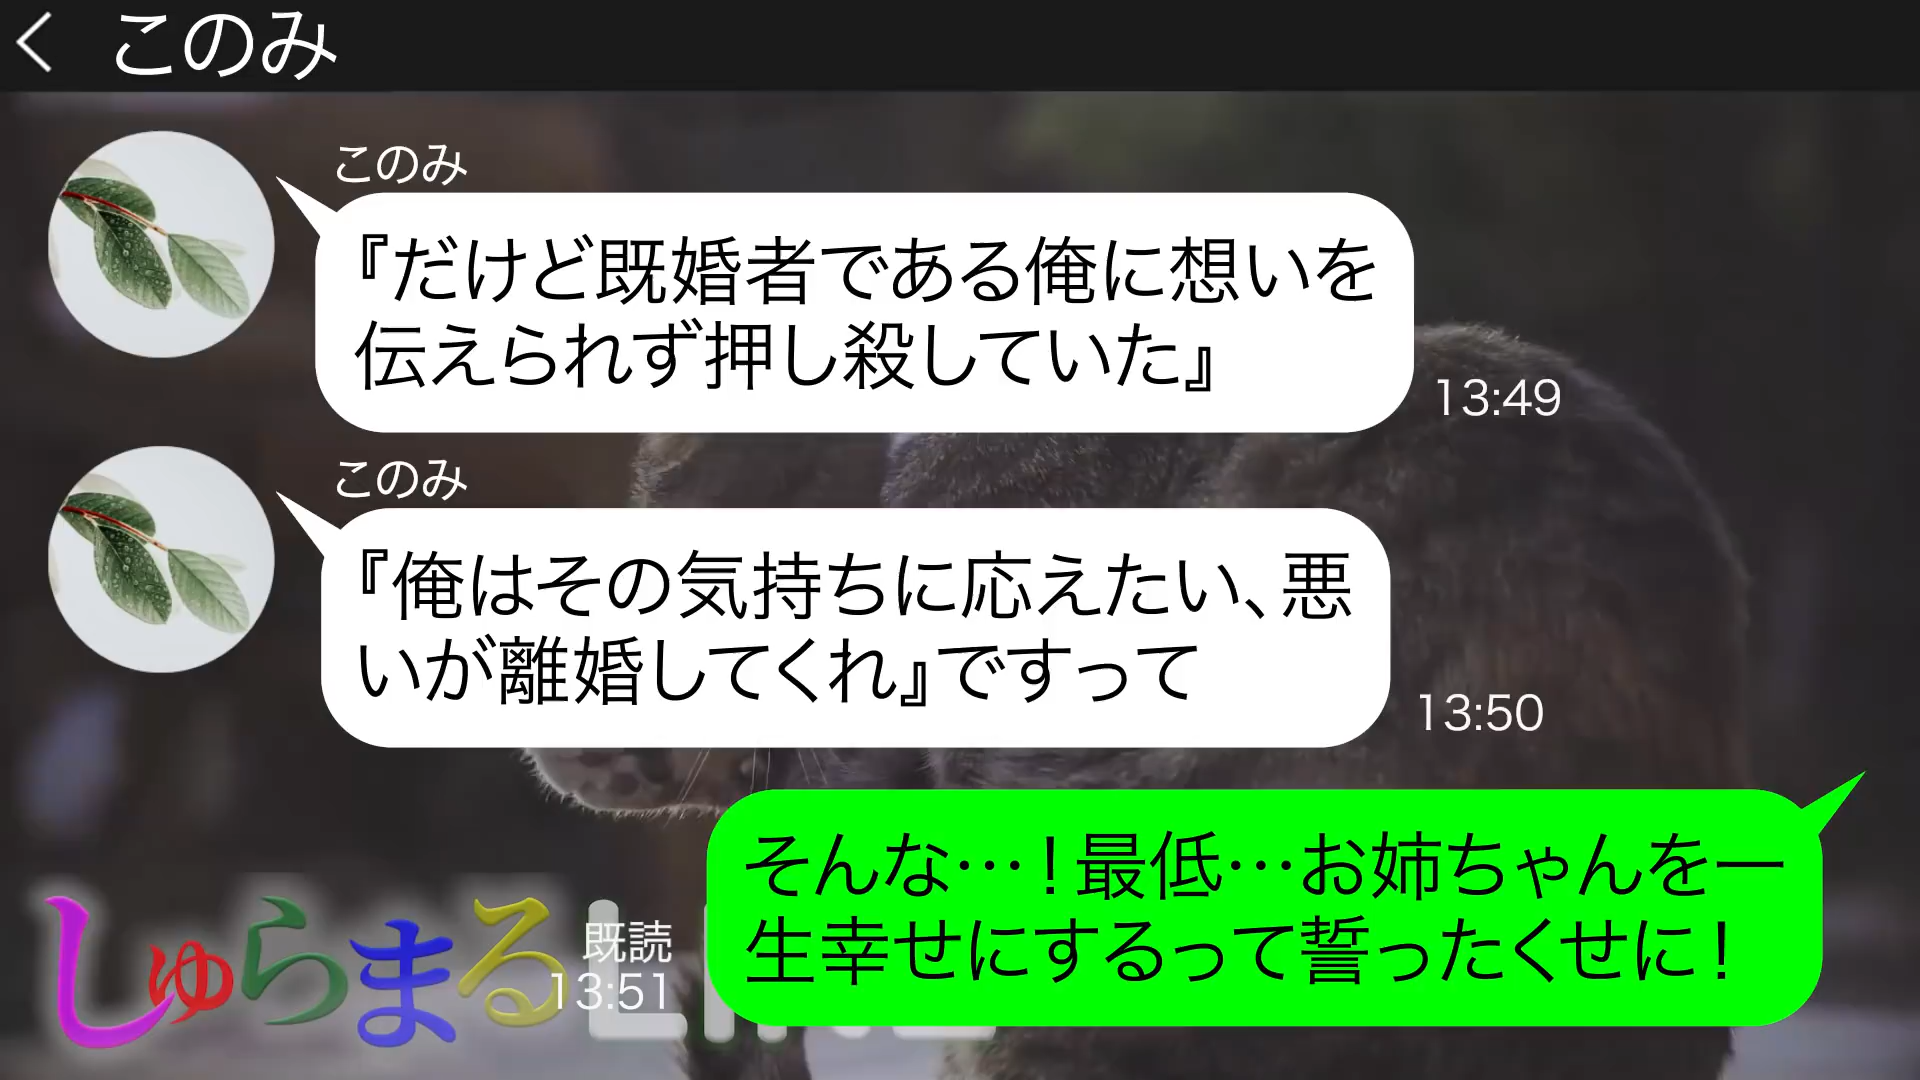 このみ
このみ
『だけど既婚者である俺に想いを
伝えられず押し殺していた』
13:49
このみ
『俺はその気持ちに応えたい、悪
いが離婚してくれ』ですって
13:50
そんな…！最低…お姉ちゃんを一
生幸せにするって誓ったくせに！
既読
13:51
しゅらまる